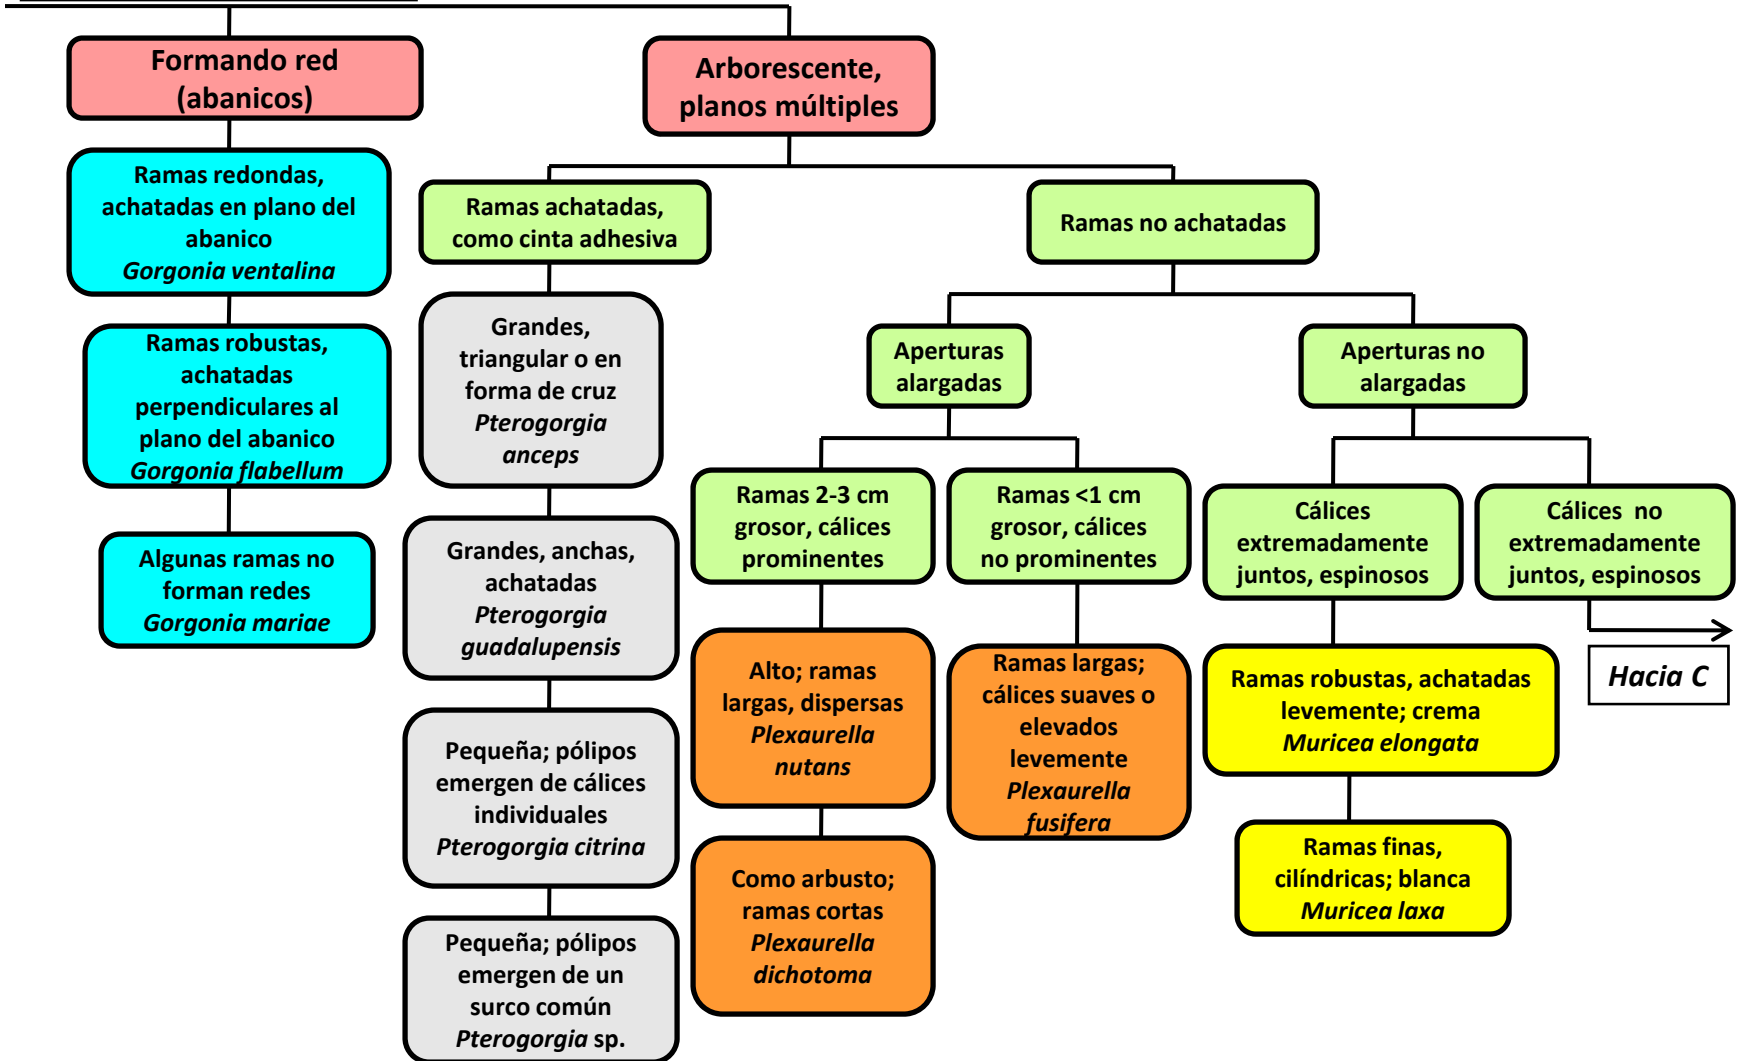 Formando red
(abanicos)
Arborescente,
planos múltiples
Ramas redondas,
achatadas en plano del
abanico
Gorgonia ventalina
Ramas robustas,
achatadas
perpendiculares al
plano del abanico
Gorgonia flabellum
Algunas ramas no
forman redes
Gorgonia mariae
Ramas achatadas,
como cinta adhesiva
Grandes,
triangular o en
forma de cruz
Pterogorgia
anceps
Grandes, anchas,
achatadas
Pterogorgia
guadalupensis
Pequeña; pólipos
emergen de cálices
individuales
Pterogorgia citrina
Pequeña; pólipos
emergen de un
surco común
Pterogorgia sp.
Ramas no achatadas
Aperturas
alargadas
Ramas 2-3 cm
grosor, cálices
prominentes
Alto; ramas
largas, dispersas
Plexaurella
nutans
Como arbusto;
ramas cortas
Plexaurella
dichotoma
Ramas <1 cm
grosor, cálices
no prominentes
Ramas largas;
cálices suaves o
elevados
levemente
Plexaurella
fusifera
Aperturas no
alargadas
Cálices
extremadamente
juntos, espinosos
Ramas robustas, achatadas
levemente; crema
Muricea elongata
Ramas finas,
cilíndricas; blanca
Muricea laxa
Cálices no
extremadamente
juntos, espinosos
Hacia C